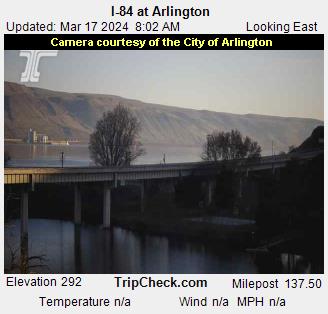 I-84 at Arlington
Updated: Mar 17 2024 8:02 AM Looking East
Camera courtesy of the City of Arlington
Elevation 292 TripCheck.com Milepost 137.50
Temperature n/a Wind n/a MPH n/a